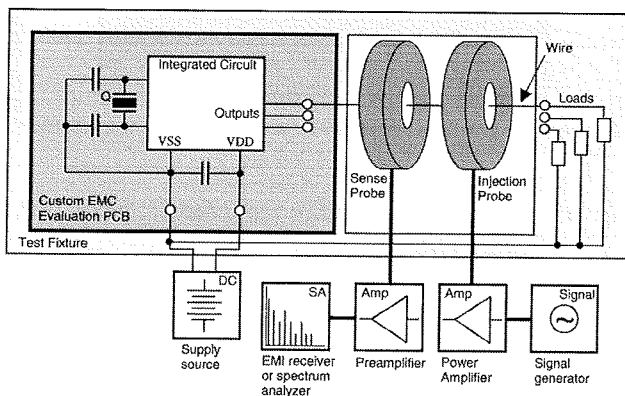 Integrated Circuit
Wire
Q
Outputs
Loads
VSS
VDD
Sense
Probe
Injection
Probe
Custom EMC
Evaluation PCB
Test Fixture
DC
SA
Amp
Amp
Signal
Supply
source
EMI receiver
or spectrum
analyzer
Preamplifier
Power
Amplifier
Signal
generator